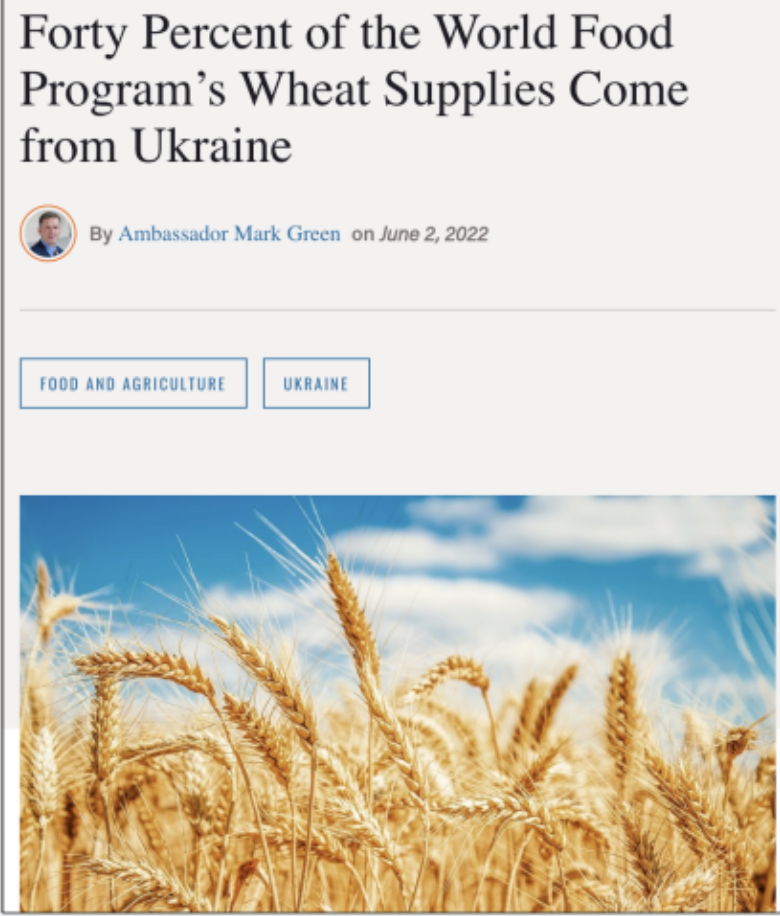 Forty Percent of the World Food
Program’s Wheat Supplies Come
from Ukraine
By Ambassador Mark Green on June 2, 2022
FOOD AND AGRICULTURE UKRAINE